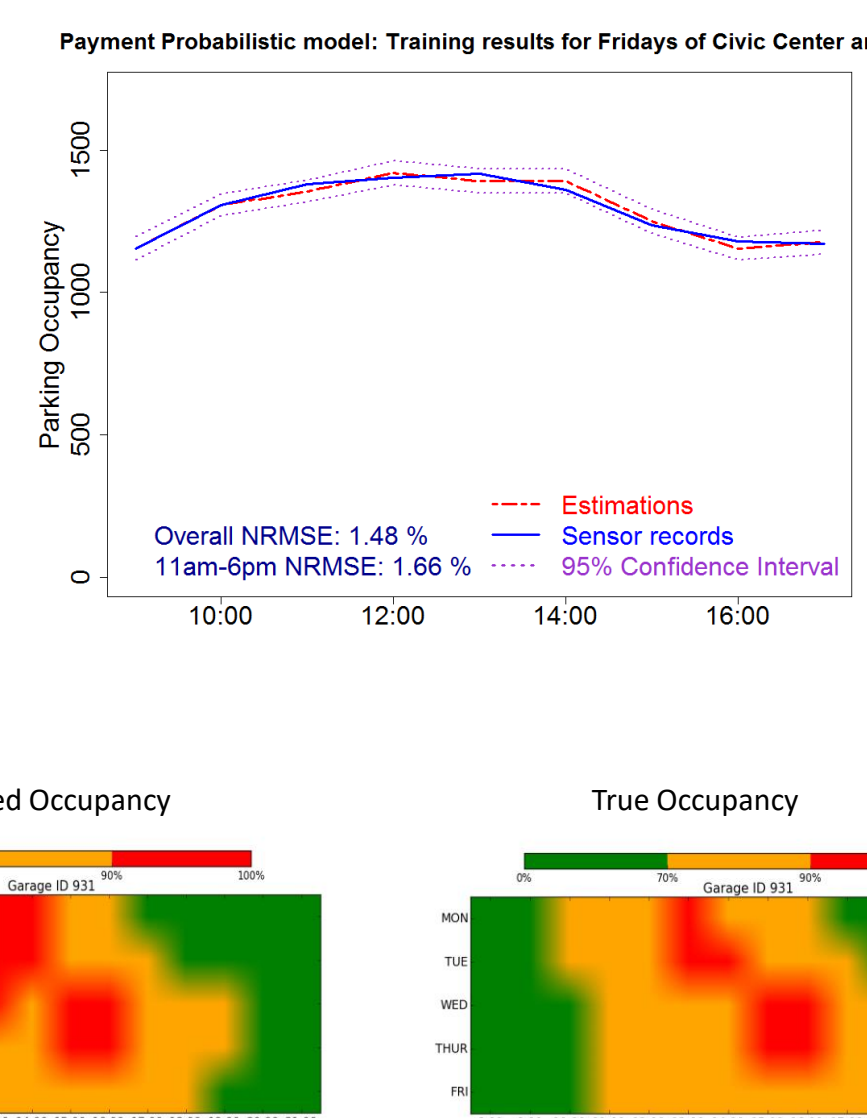 Payment Probabilistic model: Training results for Fridays of Civic Center
Parking Occupancy
1500
1000
500
0
Estimations
Overall NRMSE: 1.48 %
Sensor records
11am-6pm NRMSE: 1.66 %
95% Confidence Interval
10:00 12:00 14:00 16:00
Occupancy
True Occupancy
90% 100%
Garage ID 931
0% 70% 90%
Garage ID 931
MON
TUE
WED
THUR
FRI